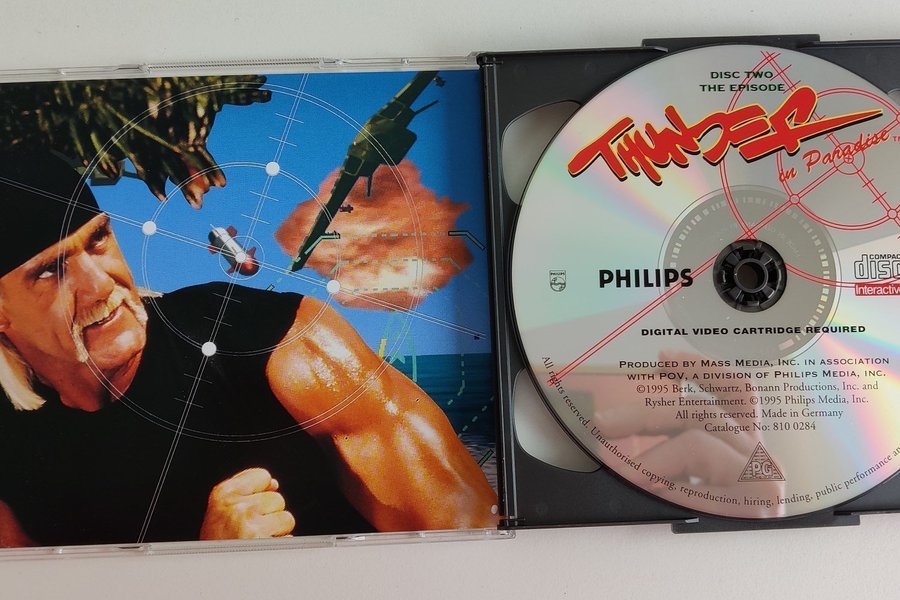 DISC TWO
THE EPISODE
THUNDER
in Paradise™
PHILIPS
PHILIPS
COMPACT
disc
Interactive
DIGITAL VIDEO CARTRIDGE REQUIRED
PRODUCED BY MASS MEDIA, INC. IN ASSOCIATION
WITH POV, A DIVISION OF PHILIPS MEDIA, INC.
©1995 Berk, Schwartz, Bonann Productions, Inc. and
Rysher Entertainment. ©1995 Philips Media, Inc.
All rights reserved. Made in Germany
Catalogue No: 810 0284
PG
All rights reserved. Unauthorised copying, reproduction, hiring, lending, public performance and